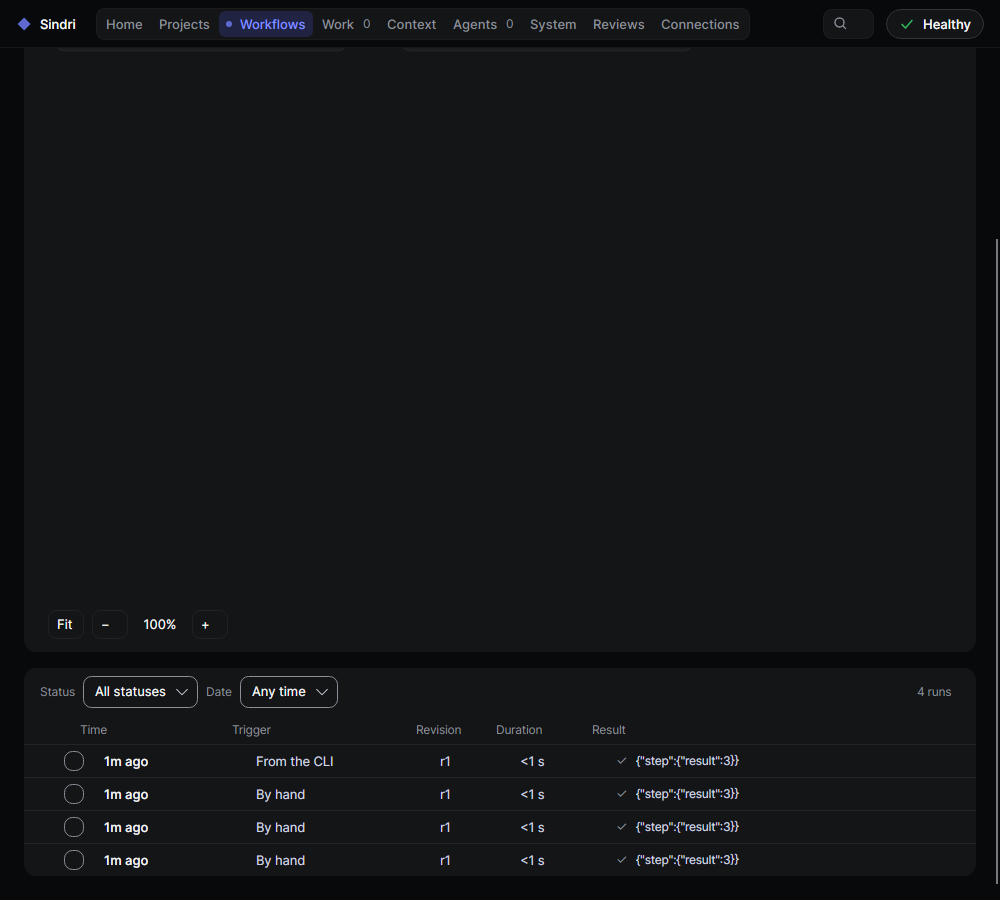 Sindri Home Projects Workflows Work 0 Context Agents 0 System Reviews Connections Healthy
Fit − 100% +
Status All statuses Date Any time 4 runs
Time Trigger Revision Duration Result
1m ago From the CLI r1 <1 s {"step":{"result":3}}
1m ago By hand r1 <1 s {"step":{"result":3}}
1m ago By hand r1 <1 s {"step":{"result":3}}
1m ago By hand r1 <1 s {"step":{"result":3}}